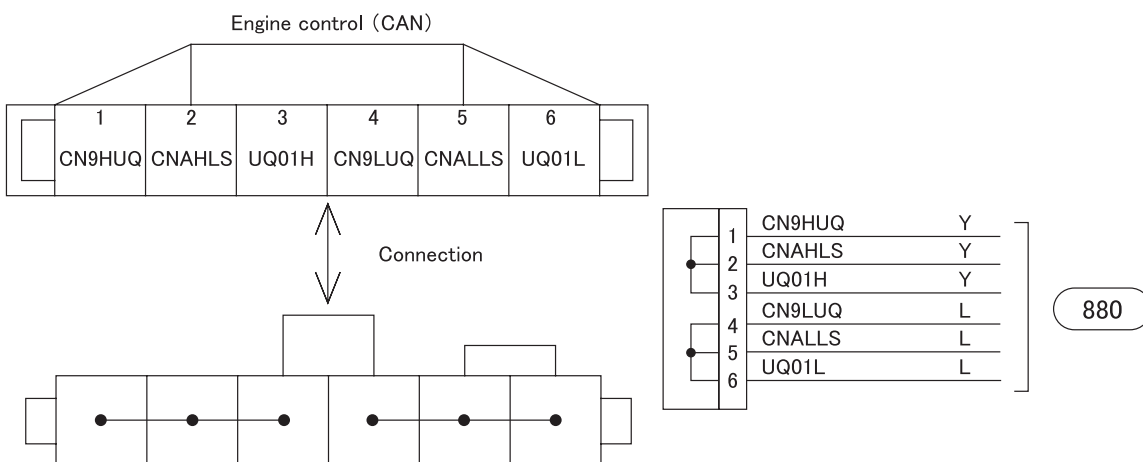 Engine control (CAN)
1 2 3 4 5 6
CN9HUQ CNAHLS UQ01H CN9LUQ CNALLS UQ01L
Connection
1 CN9HUQ Y
2 CNAHLS Y
3 UQ01H Y
4 CN9LUQ L
5 CNALLS L
6 UQ01L L
880